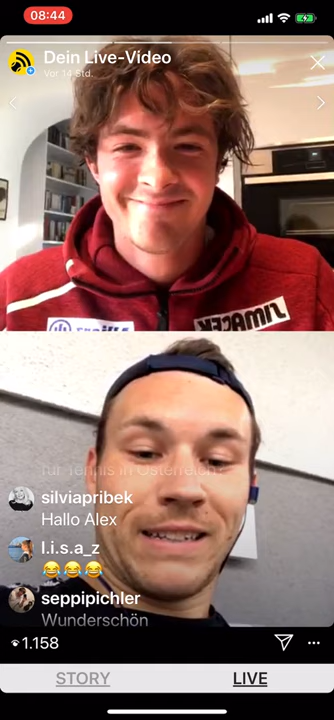 08:44
Dein Live-Video
Vor 14 Std.
für Tennis in Österreich
silviapribek
Hallo Alex
l.i.s.a_z
😂😂😂
seppipichler
Wunderschön
1.158
STORY
LIVE